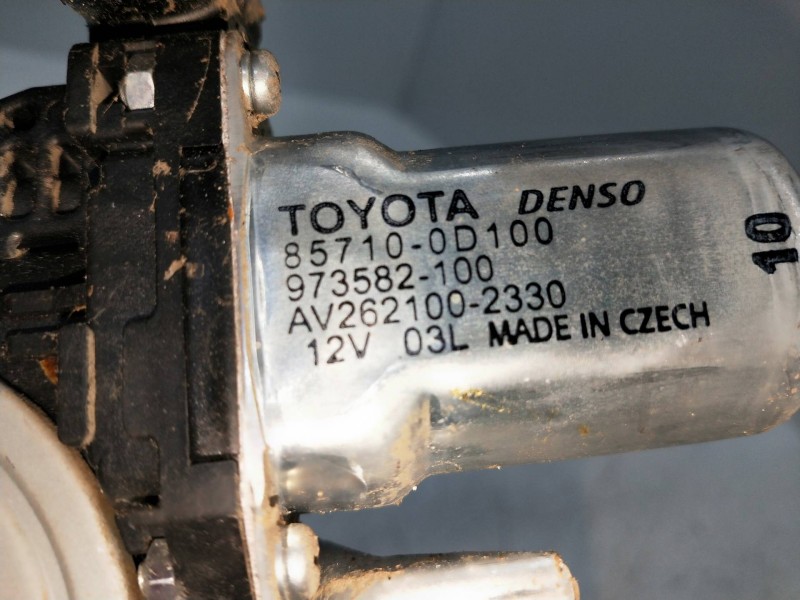 TOYOTA DENSO
85710-0D100
973582-100
AV262100-2330
12V 03L MADE IN CZECH
10